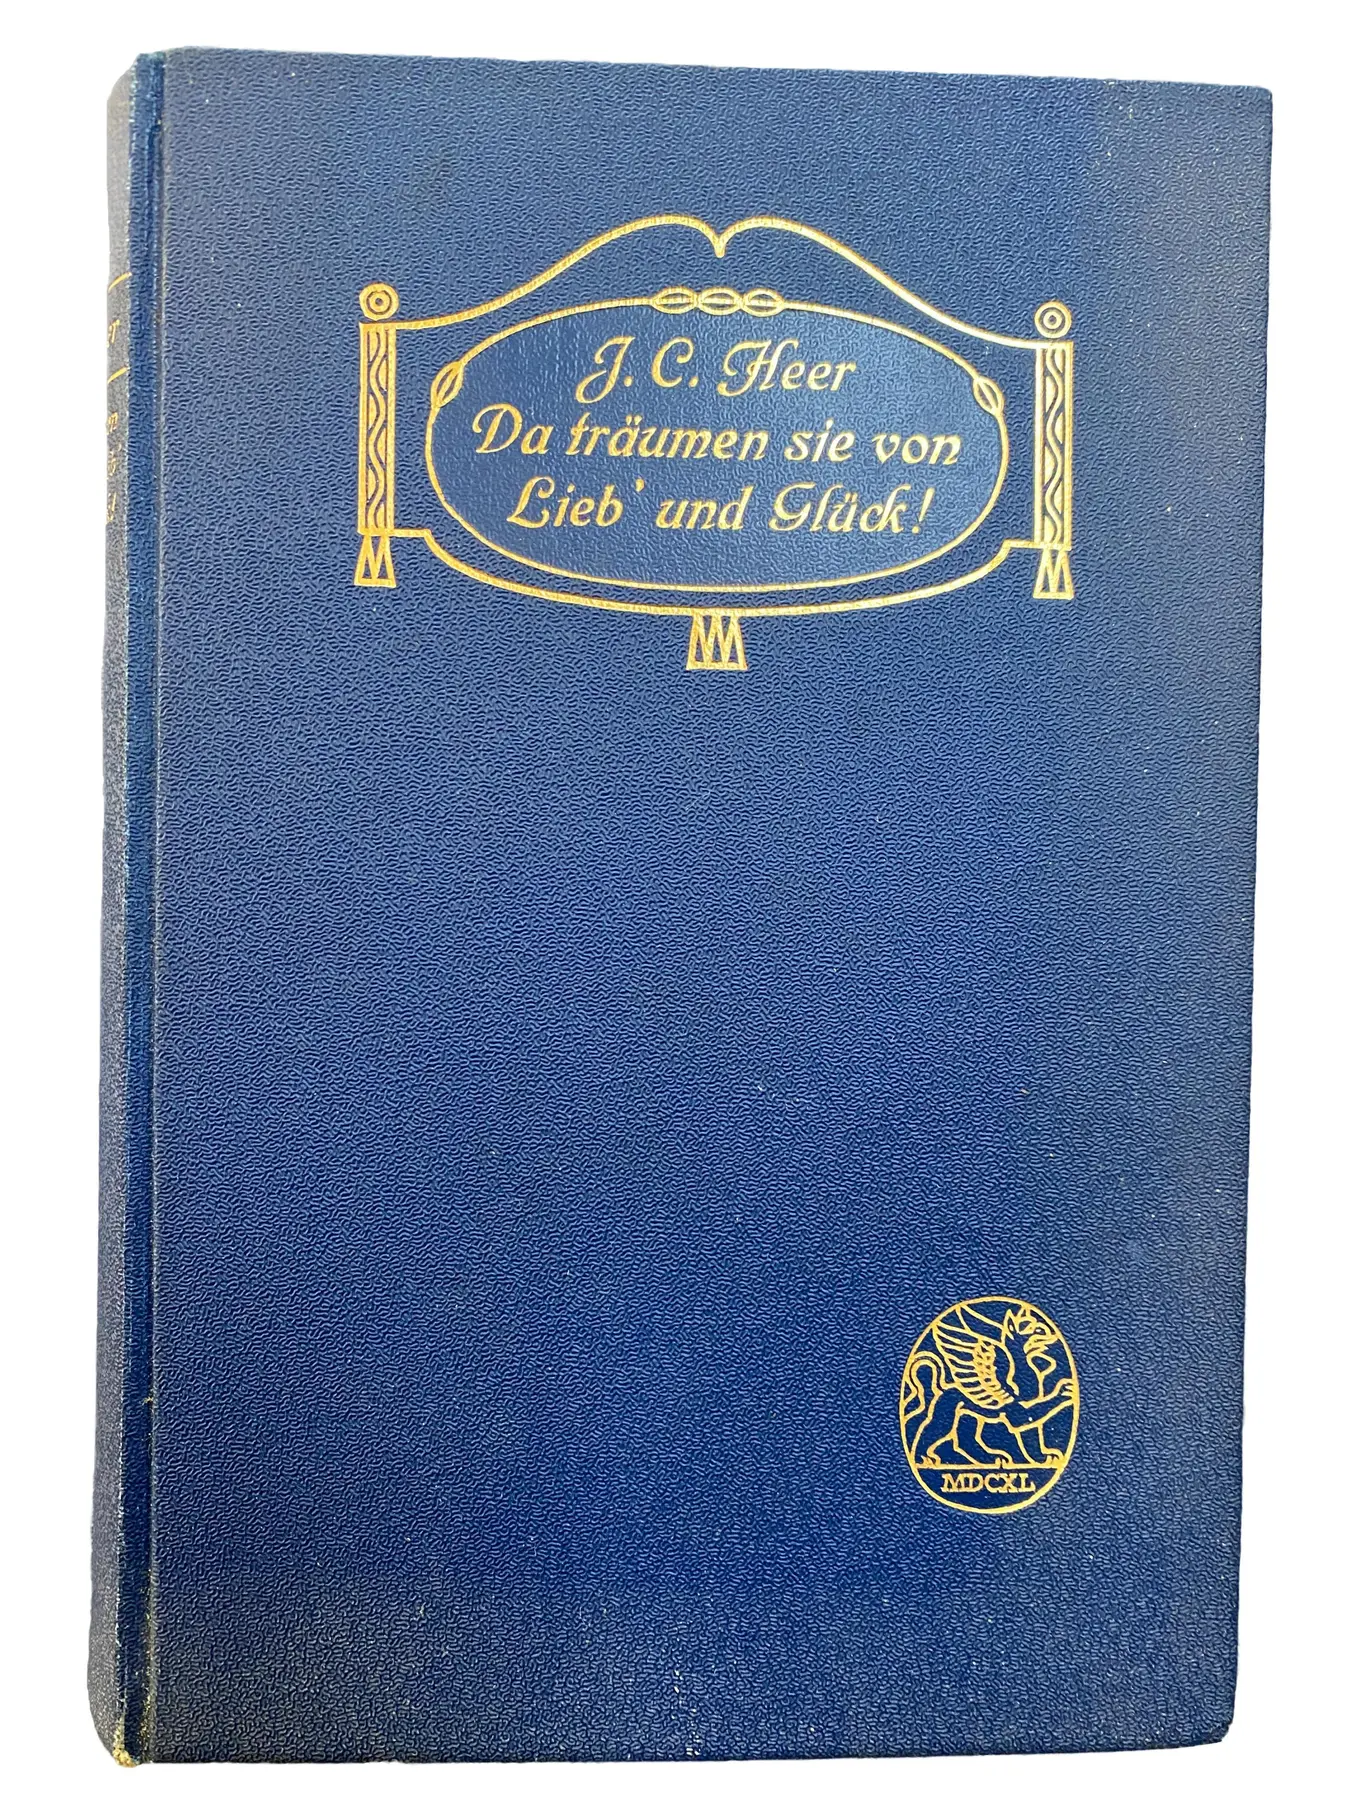 J. C. Heer
Da träumen sie von
Lieb' und Glück!
MDCXL